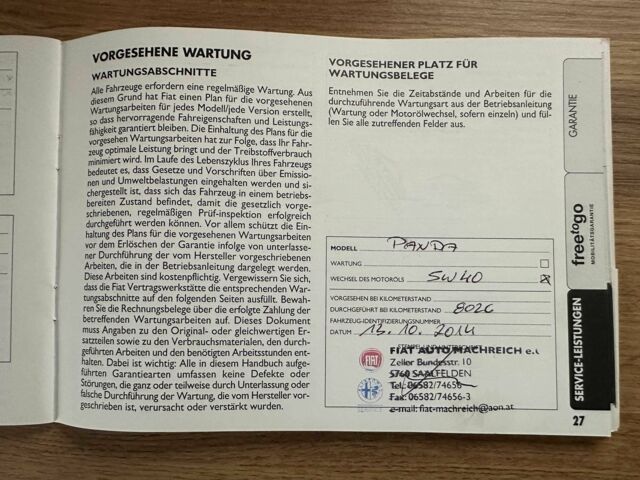 VORGESEHENE WARTUNG
WARTUNGSABSCHNITTE
Alle Fahrzeuge erfordern eine regelmäßige Wartung. Aus
diesem Grund hat Fiat einen Plan für die vorgesehenen
Wartungsarbeiten für jedes Modell/jede Version erstellt,
so dass hervorragende Fahreigenschaften und Leistungs-
fähigkeit garantiert bleiben. Die Einhaltung des Plans für die
vorgesehen Wartungsarbeiten hat zur Folge, dass Ihr Fahr-
zeug optimale Leistung bringt und der Treibstoffverbrauch
minimiert wird. Im Laufe des Lebenszyklus Ihres Fahrzeugs
bedeutet es, dass Gesetze und Vorschriften über Emissio-
nen und Umweltbelastungen eingehalten werden und si-
chergestellt ist, dass sich das Fahrzeug in einem betriebs-
bereiten Zustand befindet, damit die gesetzlich vorge-
schriebenen, regelmäßigen Prüf-inspektion erfolgreich
durchgeführt werden können. Vor allem schützt die Einhal-
tung des Plans für die vorgesehenen Wartungsarbeiten
vor dem Erlöschen der Garantie infolge von unterlasse-
ner Durchführung der vom Hersteller vorgeschriebenen
Arbeiten, die in der Betriebsanleitung dargelegt werden.
Diese Arbeiten sind kostenpflichtig. Vergewissern Sie sich,
dass die Fiat Vertragswerkstätte die entsprechenden War-
tungsabschnitte auf den folgenden Seiten ausfüllt. Bewah-
ren Sie die Rechnungsbelege über die erfolgte Zahlung der
betreffenden Wartungsarbeiten auf. Dieses Dokument
muss Angaben zu den Original- oder gleichwertigen Er-
satzteilen sowie zu den Verbrauchsmaterialen, den durch-
geführten Arbeiten und den benötigten Arbeitsstunden ent-
halten. Dabei ist wichtig: Alle in diesem Handbuch aufge-
führten Garantiearten umfassen keine Defekte oder
Störungen, die ganz oder teilweise durch Unterlassung oder
falsche Durchführung der Wartung, die vom Hersteller vor-
geschrieben ist, verursacht oder verstärkt wurden.
VORGESEHENER PLATZ FÜR
WARTUNGSBELEGE
Entnehmen Sie die Zeitabstände und Arbeiten für die
durchzuführende Wartungsart aus der Betriebsanleitung
(Wartung oder Motorölwechsel, sofern einzeln) und fül-
len Sie alle zutreffenden Felder aus.
MODELL PANDA
WARTUNG
WECHSEL DES MOTORÖLS 5W40
VORGESEHEN BEI KILOMETERSTAND
DURCHGEFÜHRT BEI KILOMETERSTAND 8026
FAHRZEUG-IDENTIFIZIERUNGSNUMMER
DATUM 13.10.2014
FIAT AUTO MACHREICH e.U.
FIAT
Zeller Bundesstr. 10
5760 SAALFELDEN
Tel.: 06582/74656
Fax: 06582/74656-3
SERVICE
e-mail: fiat-machreich@aon.at
27
GARANTIE
freetogo
MOBILITÄTSGARANTIE
SERVICE-LEISTUNGEN